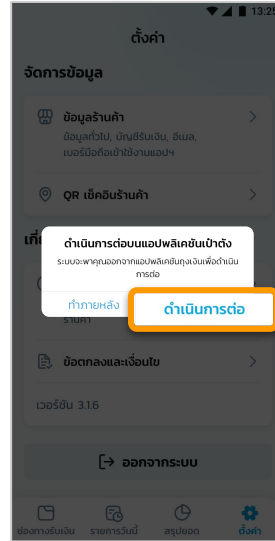 13:25
ตั้งค่า
จัดการข้อมูล
ข้อมูลร้านค้า
ข้อมูลทั่วไป, บัญชีรับเงิน, อีเมล,
เบอร์มือถือเข้าใช้งานแอปฯ
QR เช็คอินร้านค้า
เกี่
ดำเนินการต่อบนแอปพลิเคชันเป๋าตัง
ระบบจะพาคุณออกจากแอปพลิเคชันถุงเงินเพื่อดำเนิน
การต่อ
ทำภายหลัง
ดำเนินการต่อ
ร้านค้า
ข้อตกลงและเงื่อนไข
เวอร์ชัน 3.1.6
ออกจากระบบ
ช่องทางรับเงิน
รายการวันนี้
สรุปยอด
ตั้งค่า